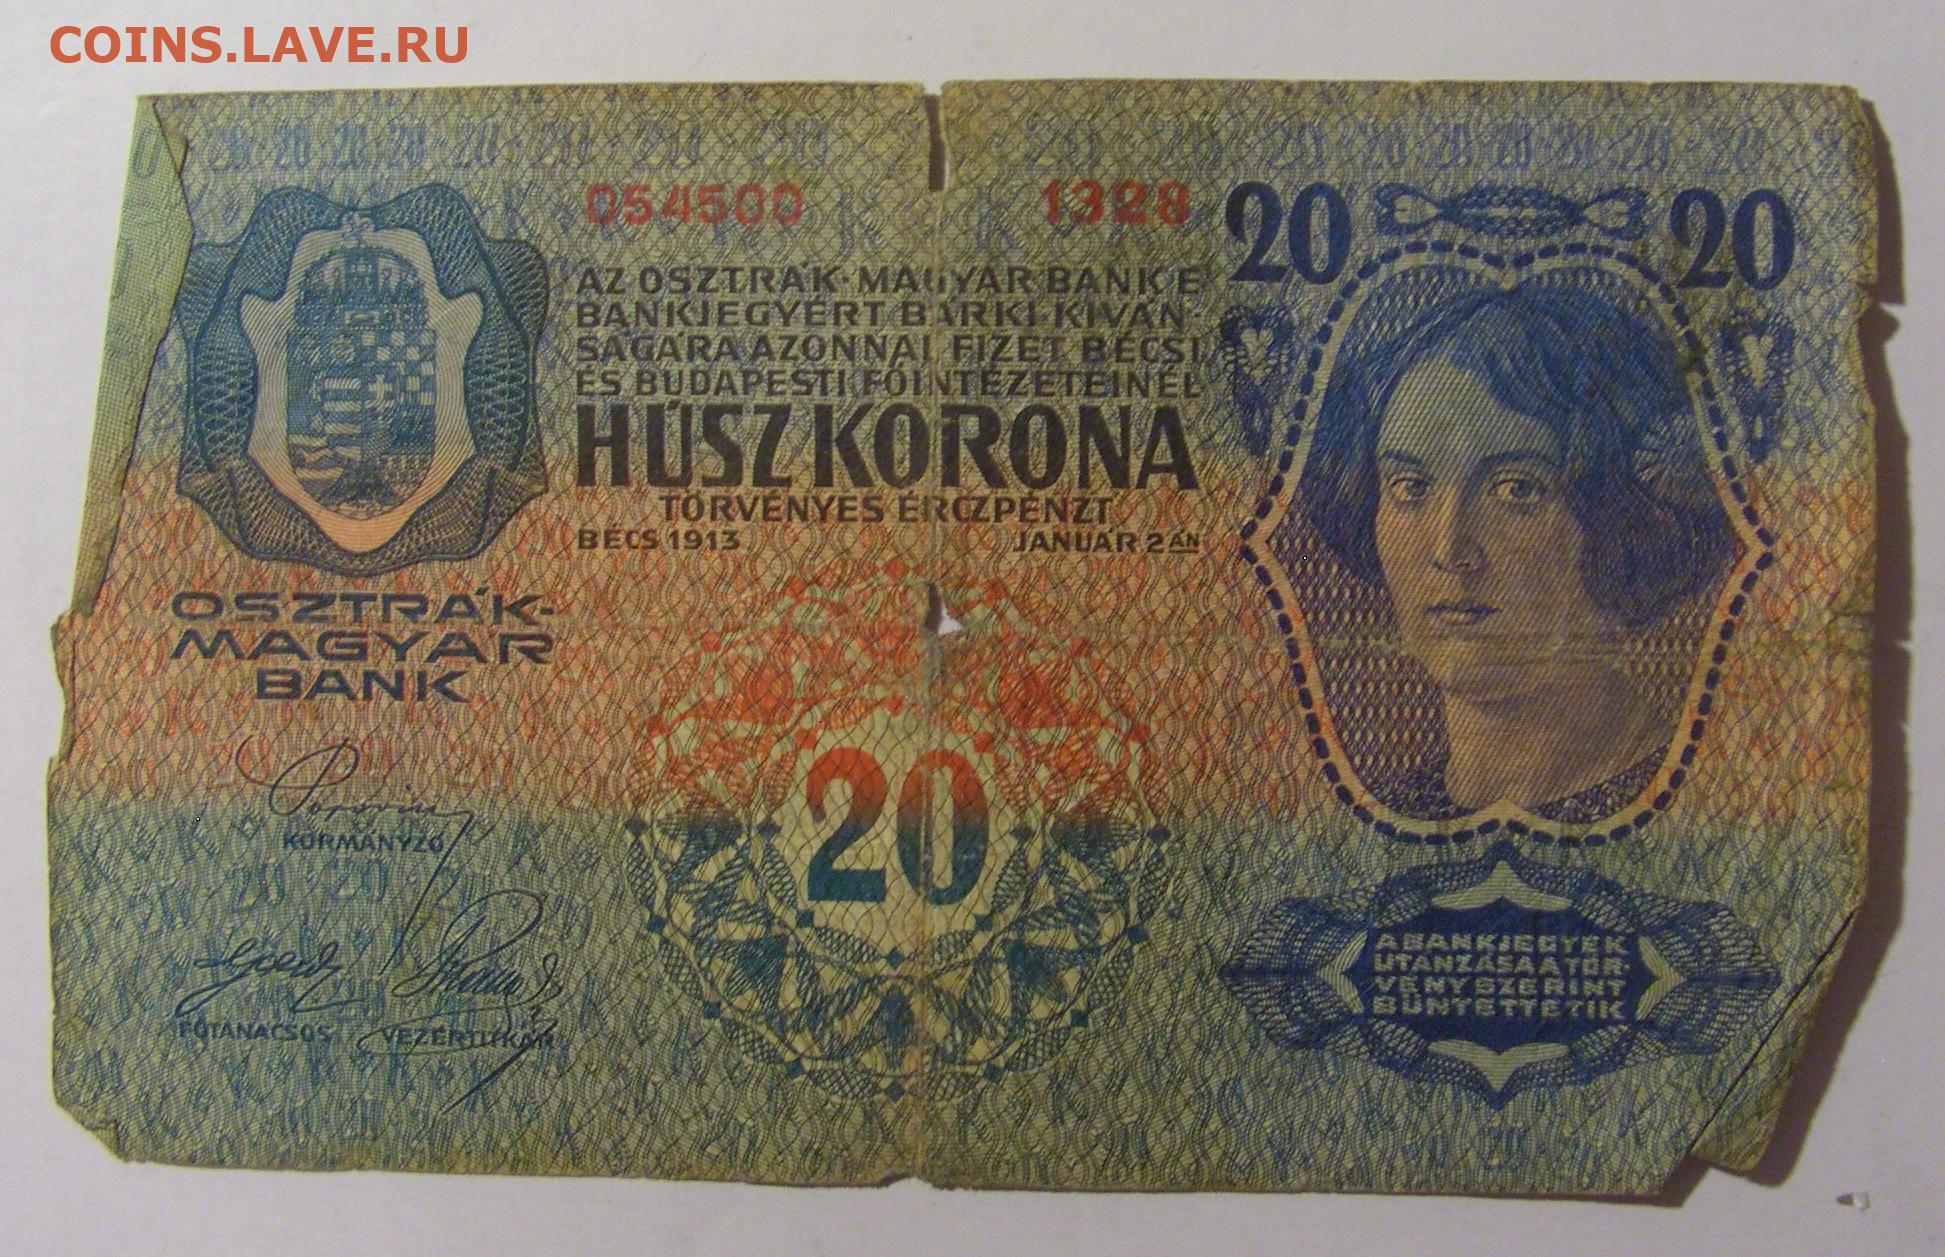 COINS.LAVE.RU
054500 1328
20 20
AZ OSZTRÁK-MAGYAR BANK E
BANKJEGYÉRT BÁRKI KÍVÁN-
SÁGÁRA AZONNAL FIZET BÉCSI
ÉS BUDAPESTI FŐINTÉZETEINÉL
HÚSZ KORONA
TÖRVÉNYES ÉRCZPÉNZT
BÉCS 1913 JANUÁR 2ÁN
OSZTRÁK-
MAGYAR
BANK
20
KORMÁNYZÓ
FŐTANÁCSOS VEZÉRTITKÁR
A BANKJEGYEK
UTÁNZÁSA A TÖR-
VÉNY SZERINT
BÜNTETTETIK